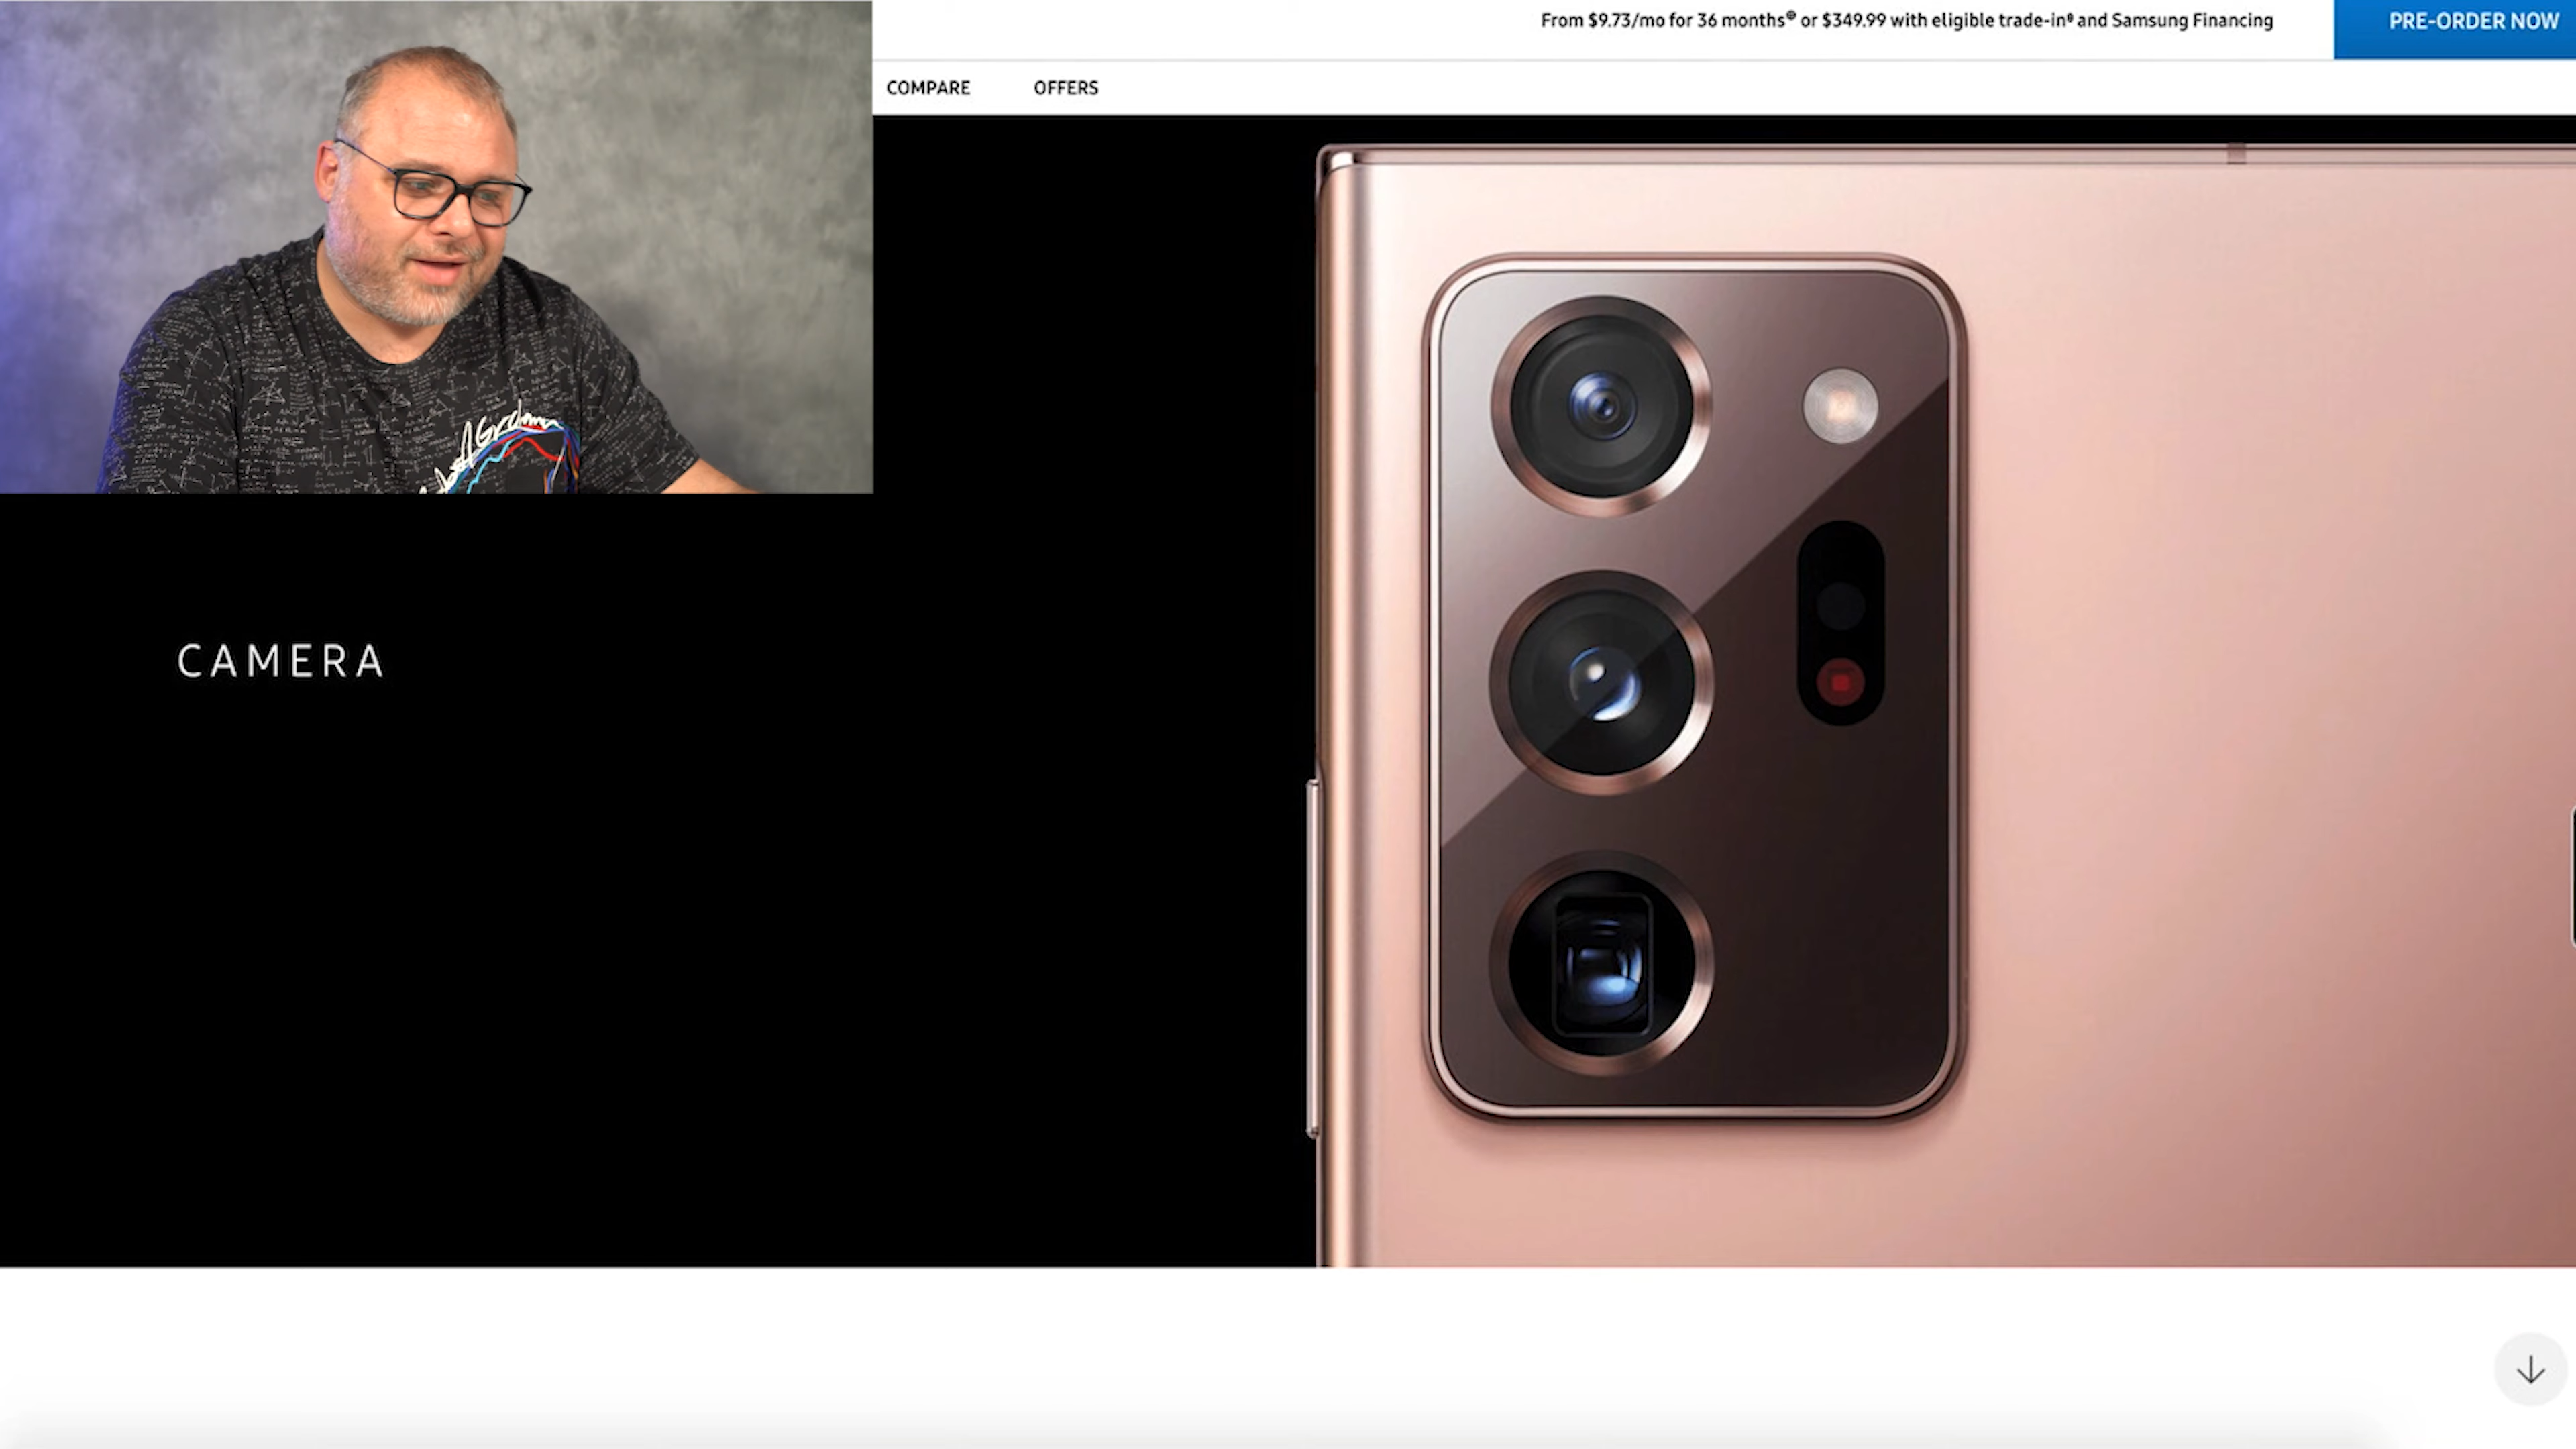 From $9.73/mo for 36 months⊕ or $349.99 with eligible trade-in and Samsung Financing
PRE-ORDER NOW
COMPARE
OFFERS
CAMERA